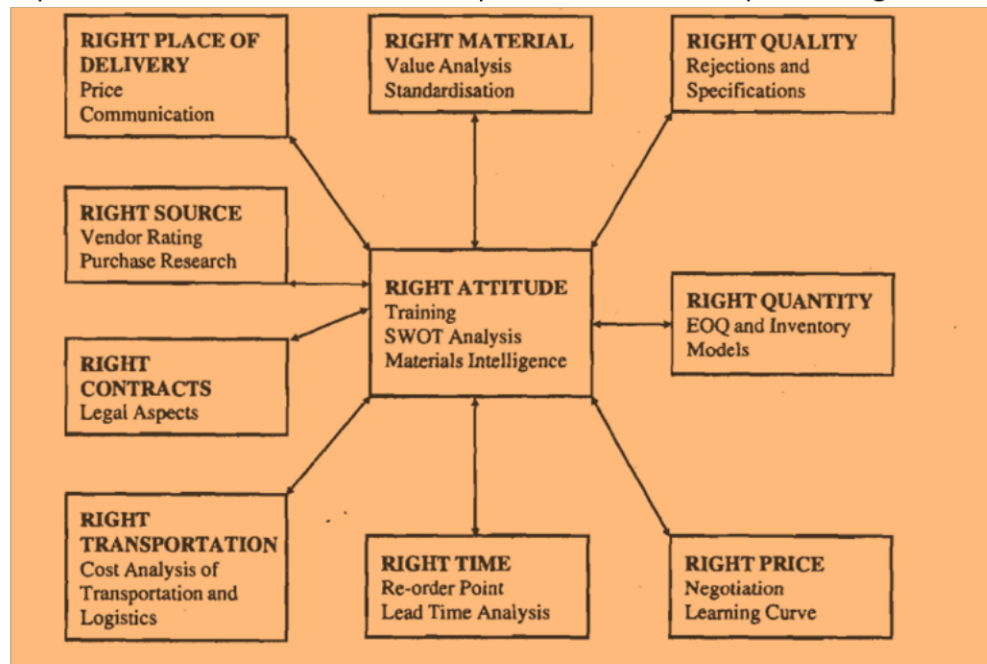 RIGHT PLACE OF
DELIVERY
Price
Communication
RIGHT MATERIAL
Value Analysis
Standardisation
RIGHT QUALITY
Rejections and
Specifications
RIGHT SOURCE
Vendor Rating
Purchase Research
RIGHT ATTITUDE
Training
SWOT Analysis
Materials Intelligence
RIGHT QUANTITY
EOQ and Inventory
Models
RIGHT
CONTRACTS
Legal Aspects
RIGHT
TRANSPORTATION
Cost Analysis of
Transportation and
Logistics
RIGHT TIME
Re-order Point
Lead Time Analysis
RIGHT PRICE
Negotiation
Learning Curve